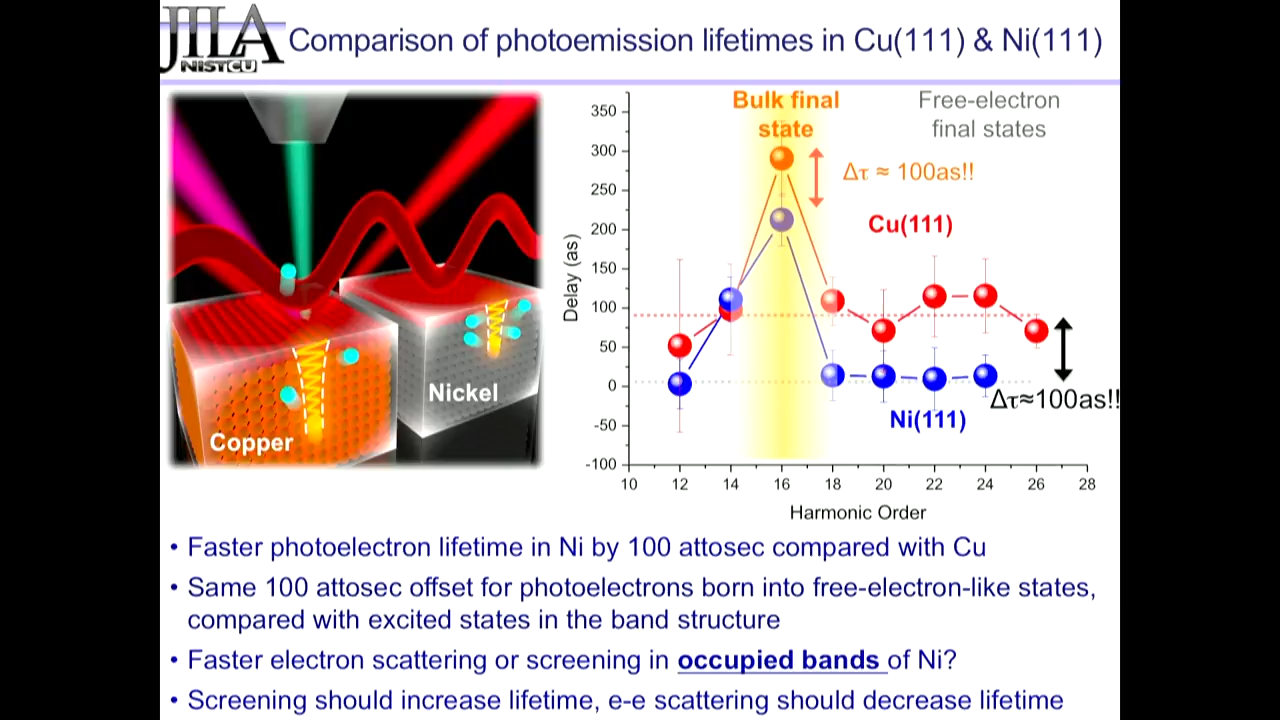 JILA
NIST CU
Comparison of photoemission lifetimes in Cu(111) & Ni(111)
Copper
Nickel
Bulk final
state
Free-electron
final states
Δτ ≈ 100as!!
Cu(111)
Ni(111)
Δτ≈100as!!
Delay (as)
350
300
250
200
150
100
50
0
-50
-100
10 12 14 16 18 20 22 24 26 28
Harmonic Order
• Faster photoelectron lifetime in Ni by 100 attosec compared with Cu
• Same 100 attosec offset for photoelectrons born into free-electron-like states,
compared with excited states in the band structure
• Faster electron scattering or screening in occupied bands of Ni?
• Screening should increase lifetime, e-e scattering should decrease lifetime